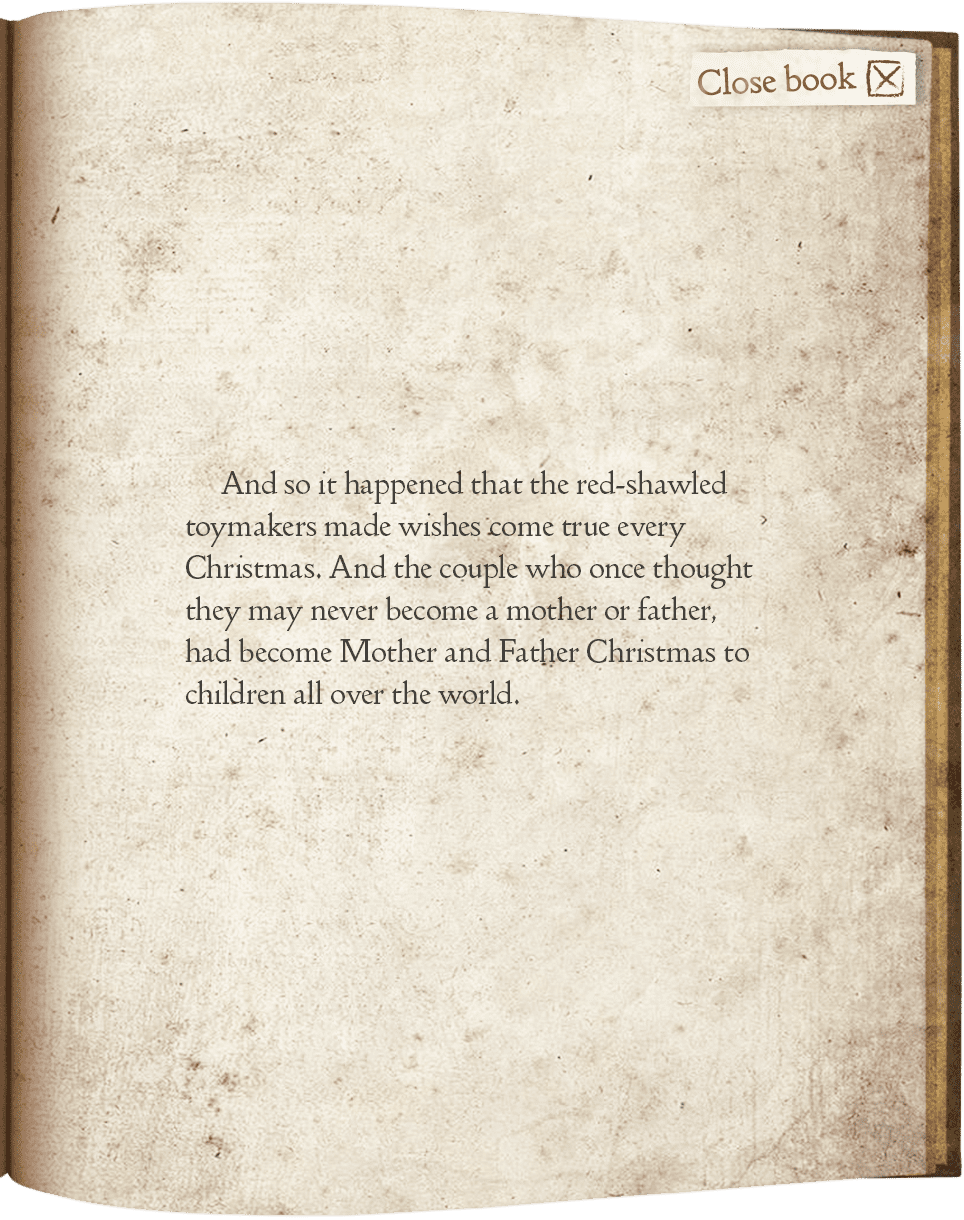 Close book
And so it happened that the red-shawled
toymakers made wishes come true every
Christmas. And the couple who once thought
they may never become a mother or father,
had become Mother and Father Christmas to
children all over the world.